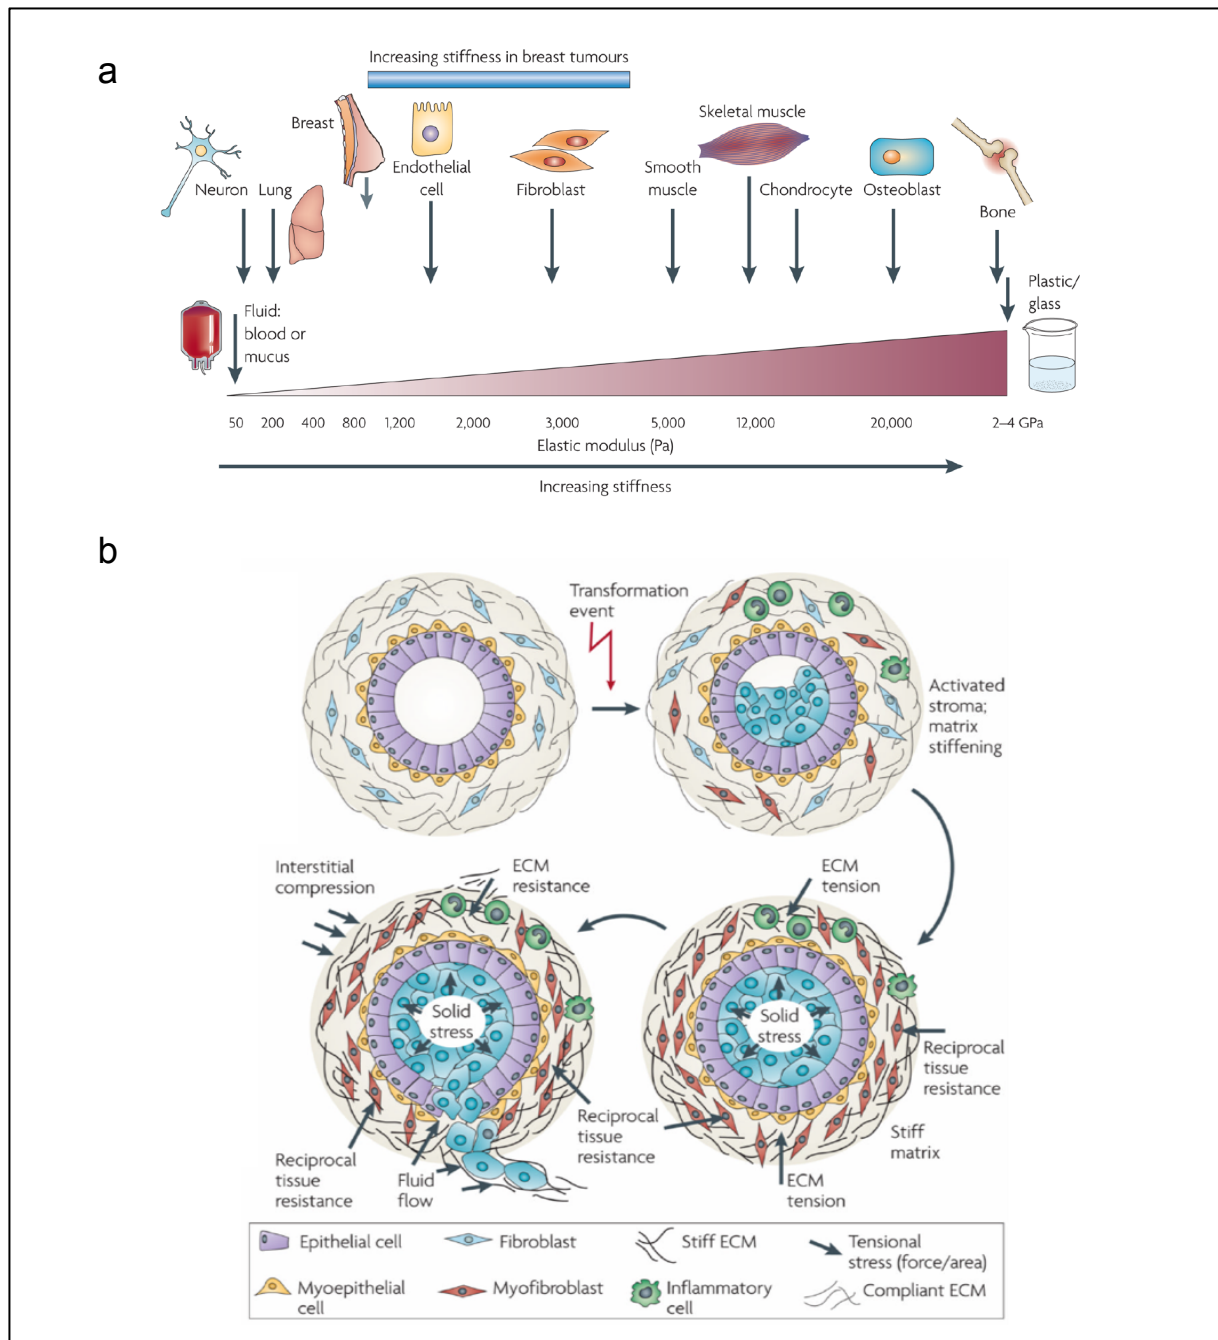 a
Increasing stiffness in breast tumours
Breast
Skeletal muscle
Neuron
Lung
Endothelial
cell
Fibroblast
Smooth
muscle
Chondrocyte
Osteoblast
Bone
Fluid:
blood or
mucus
Plastic/
glass
50 200 400 800 1,200 2,000 3,000 5,000 12,000 20,000 2–4 GPa
Elastic modulus (Pa)
Increasing stiffness
b
Transformation
event
Activated
stroma;
matrix
stiffening
Interstitial
compression
ECM
resistance
ECM
tension
Solid
stress
Solid
stress
Reciprocal
tissue
resistance
Reciprocal
tissue
resistance
Stiff
matrix
Reciprocal
tissue
resistance
Fluid
flow
ECM
tension
Epithelial cell
Fibroblast
Stiff ECM
Tensional
stress (force/area)
Myoepithelial
cell
Myofibroblast
Inflammatory
cell
Compliant ECM